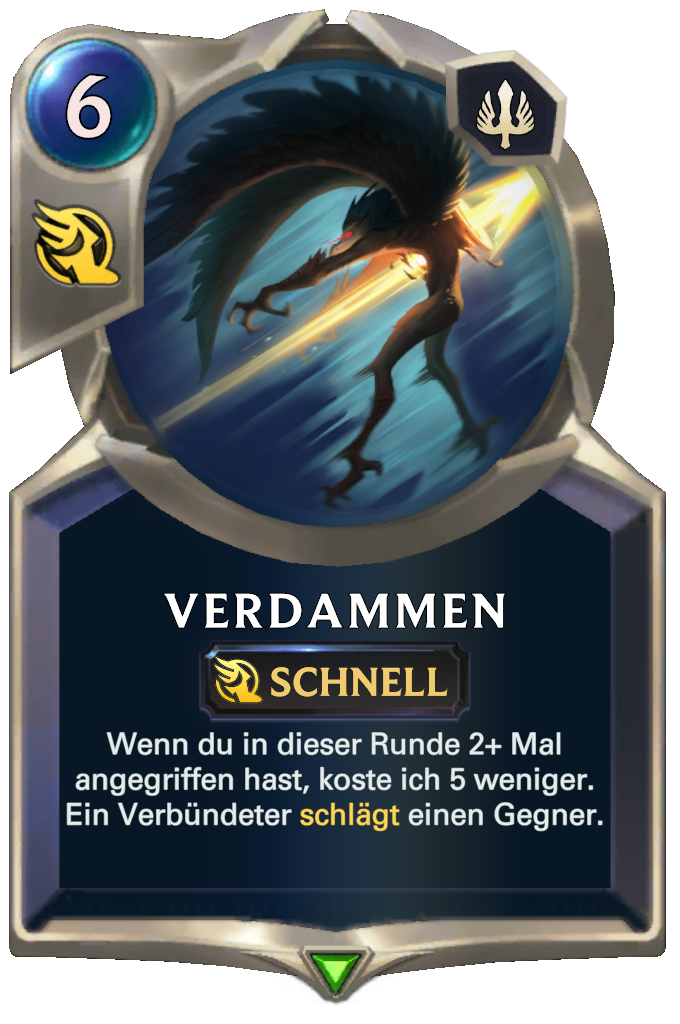 6
VERDAMMEN
SCHNELL
Wenn du in dieser Runde 2+ Mal
angegriffen hast, koste ich 5 weniger.
Ein Verbündeter schlägt einen Gegner.